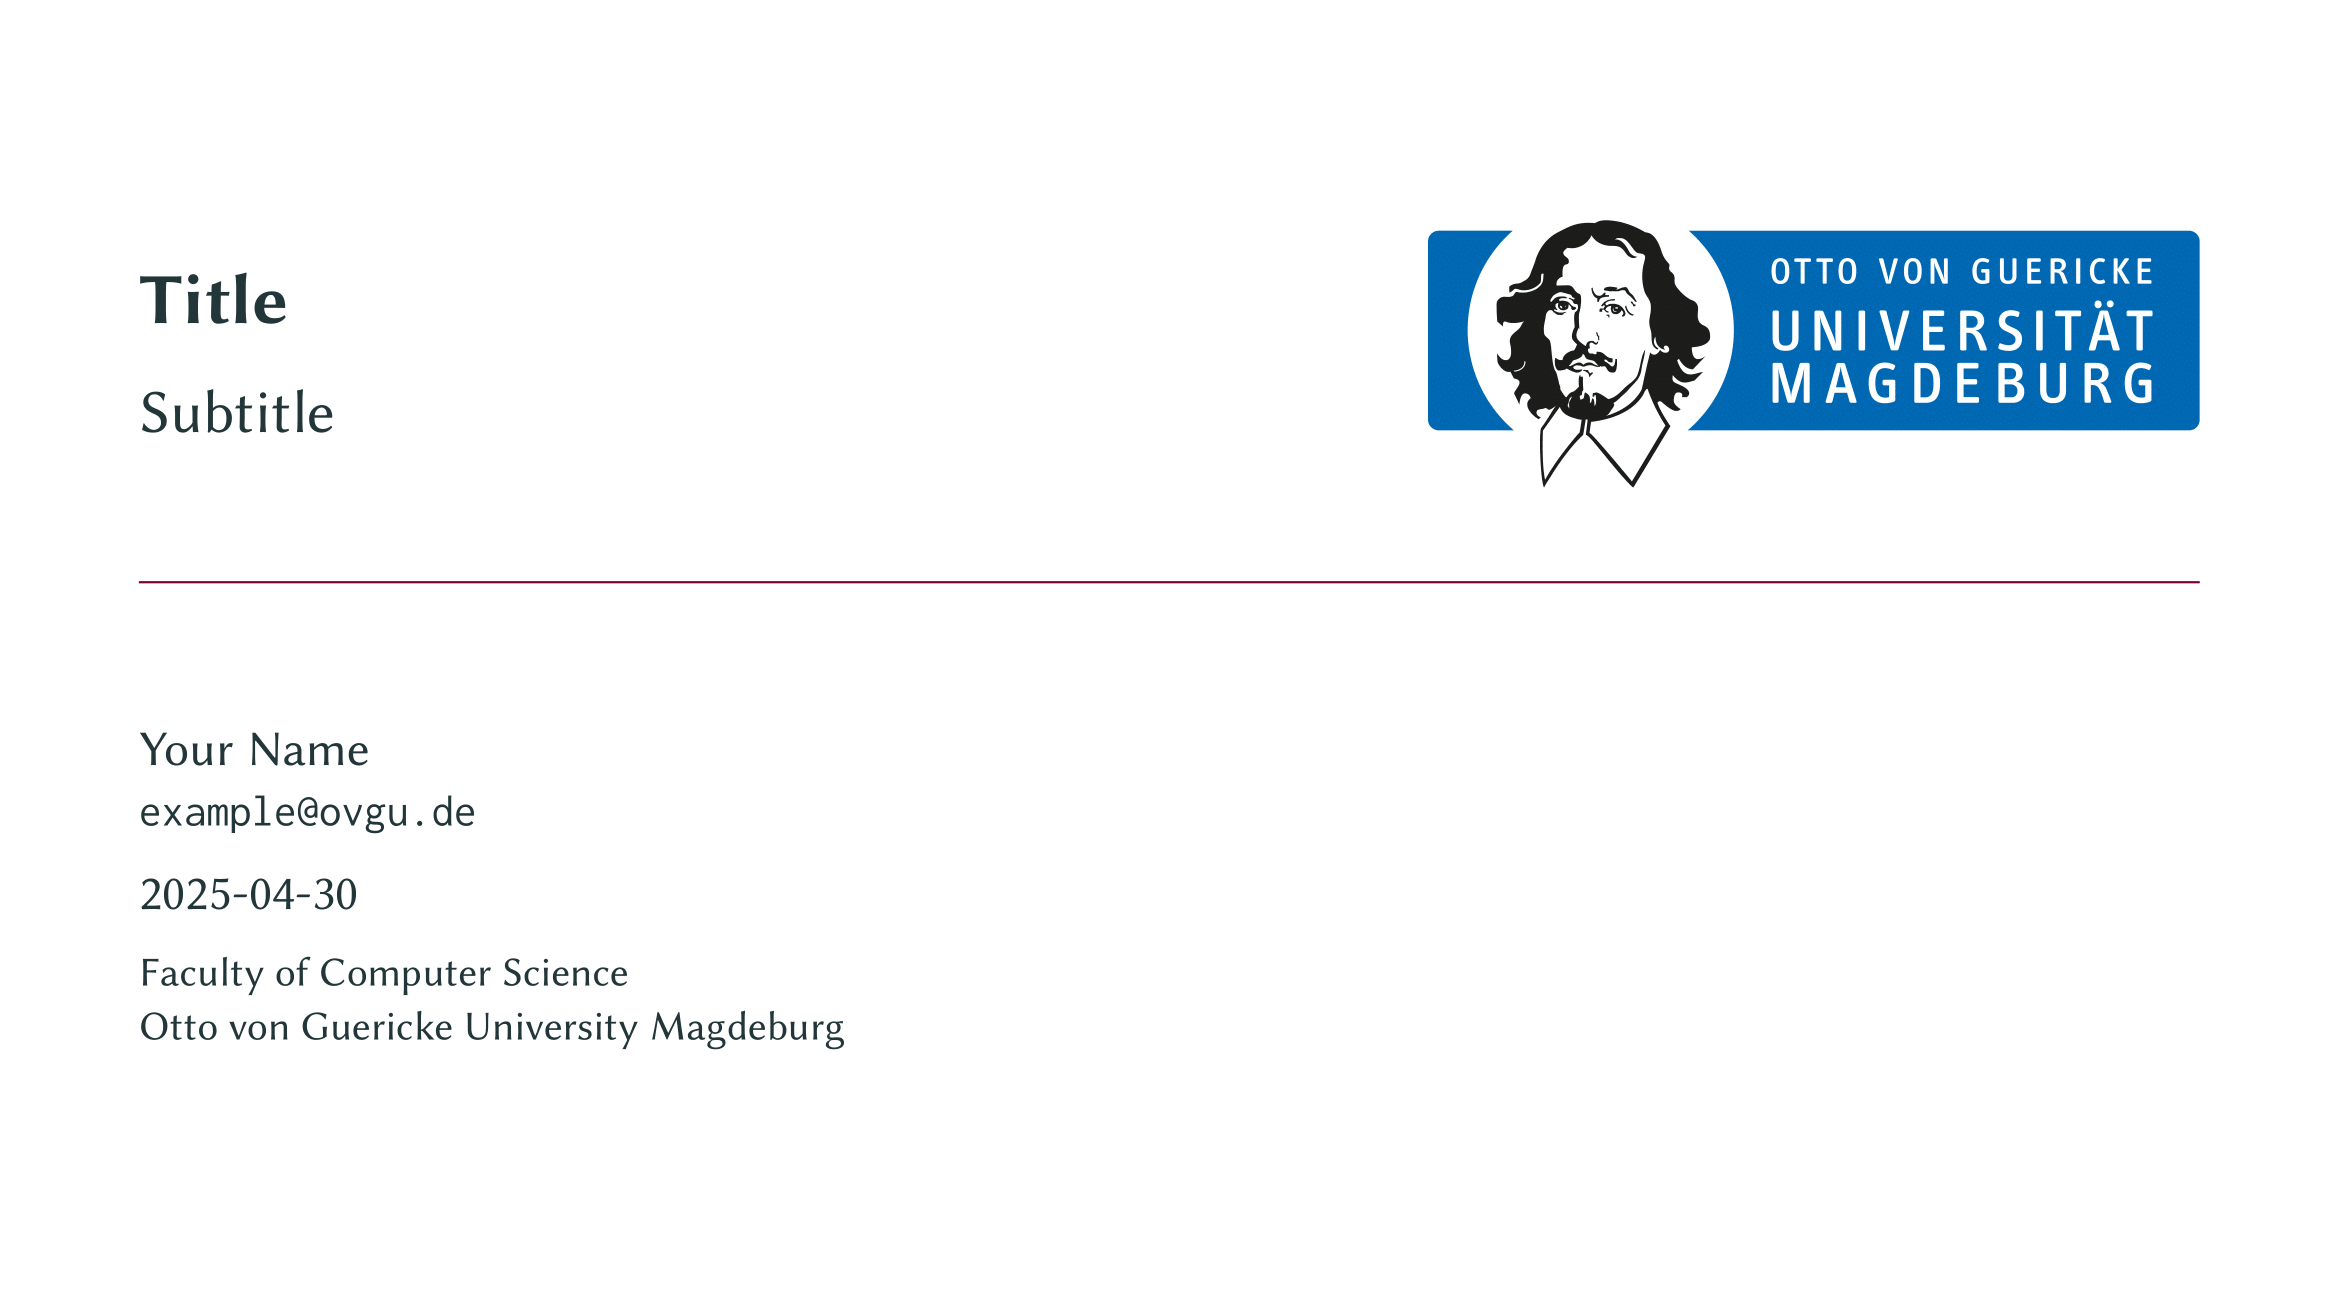 Title
Subtitle
OTTO VON GUERICKE
UNIVERSITÄT
MAGDEBURG
Your Name
example@ovgu.de
2025-04-30
Faculty of Computer Science
Otto von Guericke University Magdeburg